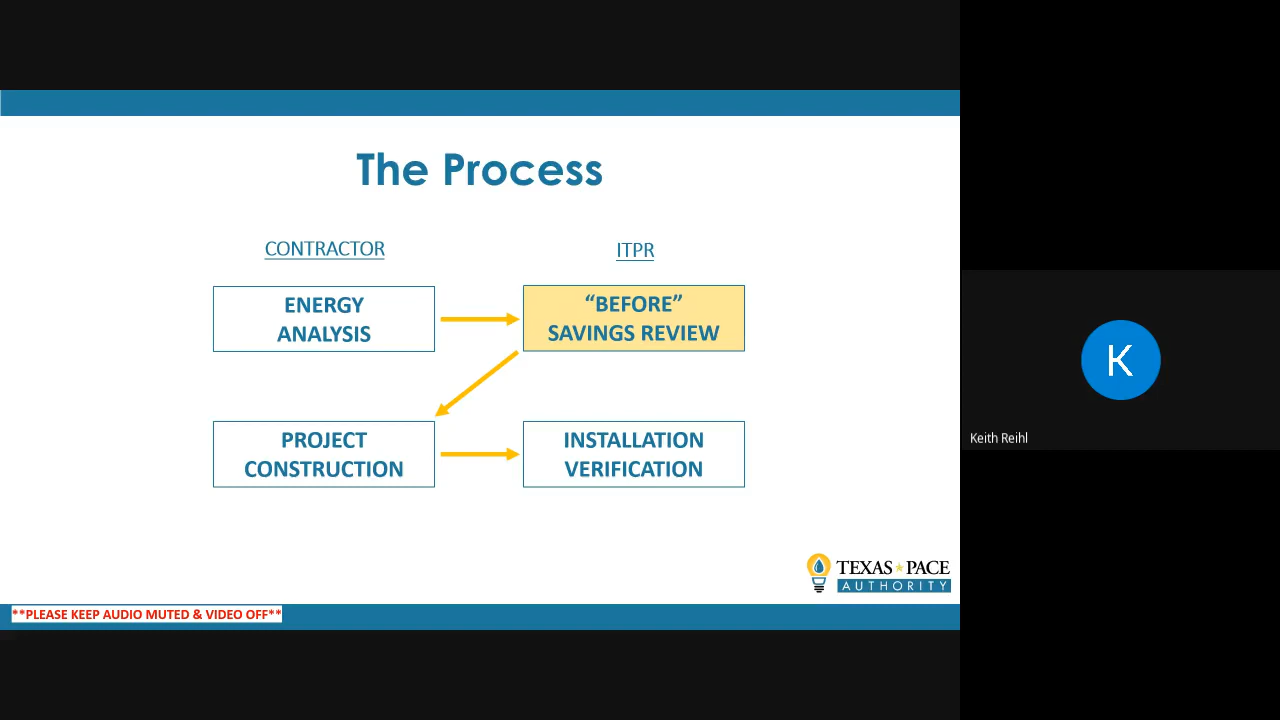 The Process
CONTRACTOR
ITPR
ENERGY
ANALYSIS
“BEFORE”
SAVINGS REVIEW
PROJECT
CONSTRUCTION
INSTALLATION
VERIFICATION
TEXAS★PACE
AUTHORITY
**PLEASE KEEP AUDIO MUTED & VIDEO OFF**
K
Keith Reihl